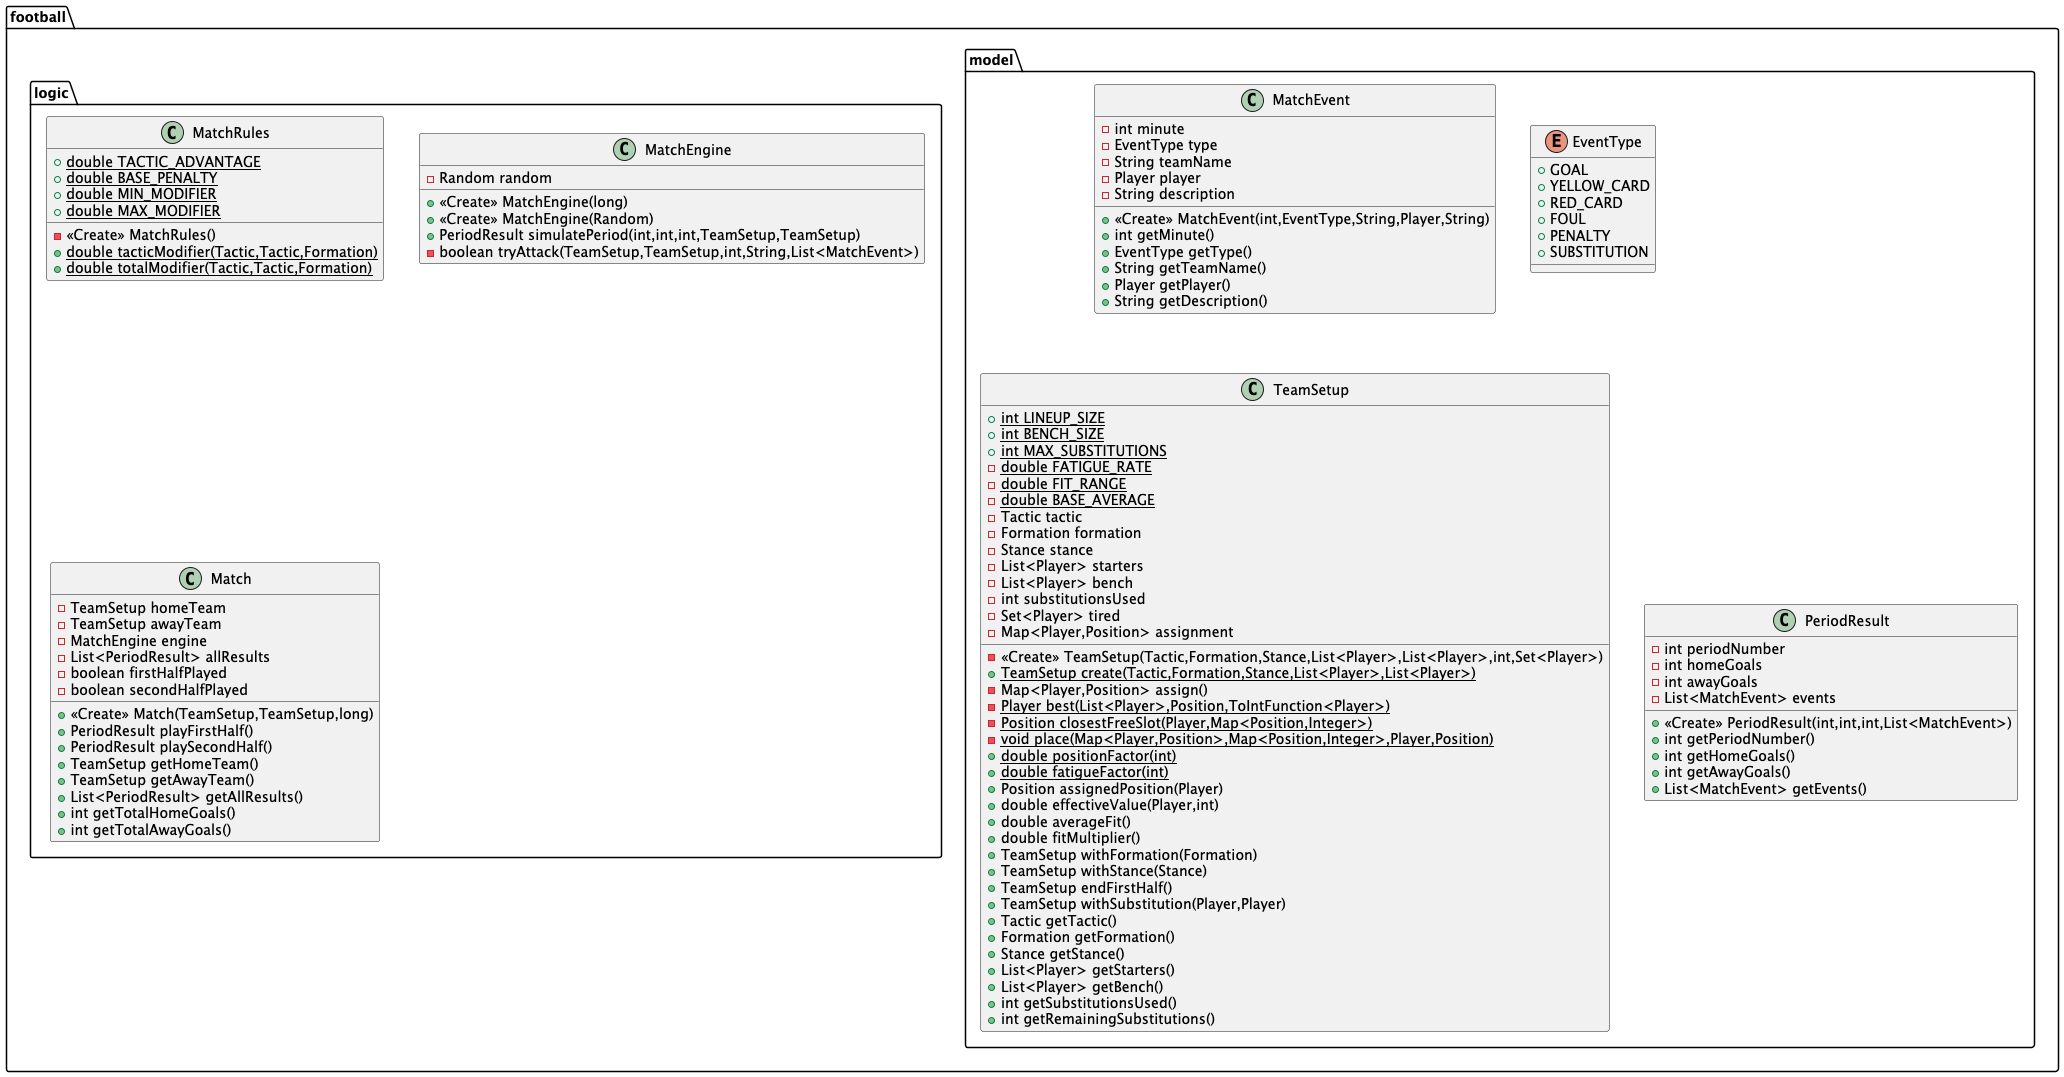 football
logic
C MatchRules
double TACTIC_ADVANTAGE
double BASE_PENALTY
double MIN_MODIFIER
double MAX_MODIFIER
«Create» MatchRules()
double tacticModifier(Tactic,Tactic,Formation)
double totalModifier(Tactic,Tactic,Formation)
C MatchEngine
Random random
«Create» MatchEngine(long)
«Create» MatchEngine(Random)
PeriodResult simulatePeriod(int,int,int,TeamSetup,TeamSetup)
boolean tryAttack(TeamSetup,TeamSetup,int,String,List<MatchEvent>)
C Match
TeamSetup homeTeam
TeamSetup awayTeam
MatchEngine engine
List<PeriodResult> allResults
boolean firstHalfPlayed
boolean secondHalfPlayed
«Create» Match(TeamSetup,TeamSetup,long)
PeriodResult playFirstHalf()
PeriodResult playSecondHalf()
TeamSetup getHomeTeam()
TeamSetup getAwayTeam()
List<PeriodResult> getAllResults()
int getTotalHomeGoals()
int getTotalAwayGoals()
model
C MatchEvent
int minute
EventType type
String teamName
Player player
String description
«Create» MatchEvent(int,EventType,String,Player,String)
int getMinute()
EventType getType()
String getTeamName()
Player getPlayer()
String getDescription()
E EventType
GOAL
YELLOW_CARD
RED_CARD
FOUL
PENALTY
SUBSTITUTION
C TeamSetup
int LINEUP_SIZE
int BENCH_SIZE
int MAX_SUBSTITUTIONS
double FATIGUE_RATE
double FIT_RANGE
double BASE_AVERAGE
Tactic tactic
Formation formation
Stance stance
List<Player> starters
List<Player> bench
int substitutionsUsed
Set<Player> tired
Map<Player,Position> assignment
«Create» TeamSetup(Tactic,Formation,Stance,List<Player>,List<Player>,int,Set<Player>)
TeamSetup create(Tactic,Formation,Stance,List<Player>,List<Player>)
Map<Player,Position> assign()
Player best(List<Player>,Position,ToIntFunction<Player>)
Position closestFreeSlot(Player,Map<Position,Integer>)
void place(Map<Player,Position>,Map<Position,Integer>,Player,Position)
double positionFactor(int)
double fatigueFactor(int)
Position assignedPosition(Player)
double effectiveValue(Player,int)
double averageFit()
double fitMultiplier()
TeamSetup withFormation(Formation)
TeamSetup withStance(Stance)
TeamSetup endFirstHalf()
TeamSetup withSubstitution(Player,Player)
Tactic getTactic()
Formation getFormation()
Stance getStance()
List<Player> getStarters()
List<Player> getBench()
int getSubstitutionsUsed()
int getRemainingSubstitutions()
C PeriodResult
int periodNumber
int homeGoals
int awayGoals
List<MatchEvent> events
«Create» PeriodResult(int,int,int,List<MatchEvent>)
int getPeriodNumber()
int getHomeGoals()
int getAwayGoals()
List<MatchEvent> getEvents()